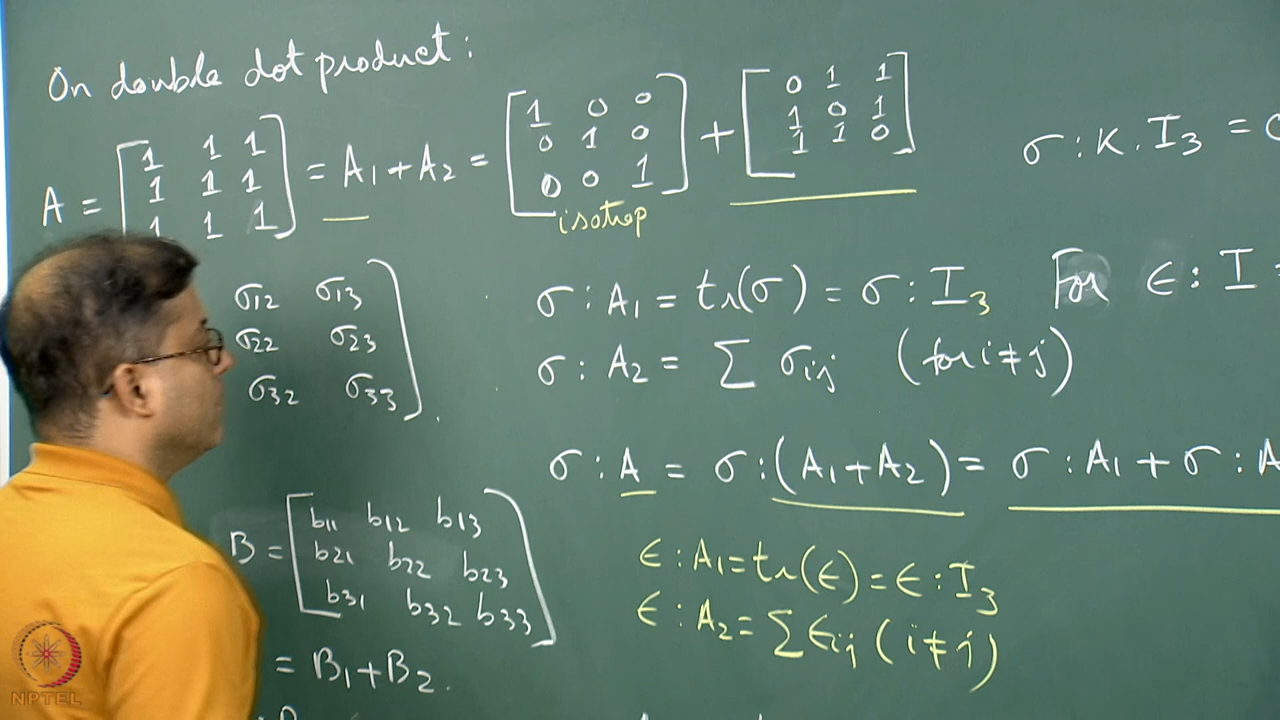 On double dot product :
A = [ 1 1 1
1 1 1
1 1 1 ] = A₁ + A₂ = [ 1 0 0
0 1 0
0 0 1 ] + [ 0 1 1
1 0 1
1 1 0 ]
isotrop
σ : K . I₃ =
σ₁₂ σ₁₃
σ₂₂ σ₂₃
σ₃₂ σ₃₃
σ : A₁ = tr(σ) = σ : I₃ For ϵ : I =
σ : A₂ = ∑ σij (for i ≠ j)
σ : A = σ : (A₁ + A₂) = σ : A₁ + σ : A
B = [ b₁₁ b₁₂ b₁₃
b₂₁ b₂₂ b₂₃
b₃₁ b₃₂ b₃₃ ]
= B₁ + B₂ .
ϵ : A₁ = tr(ϵ) = ϵ : I₃
ϵ : A₂ = ∑ ϵij (i ≠ j)
NPTEL